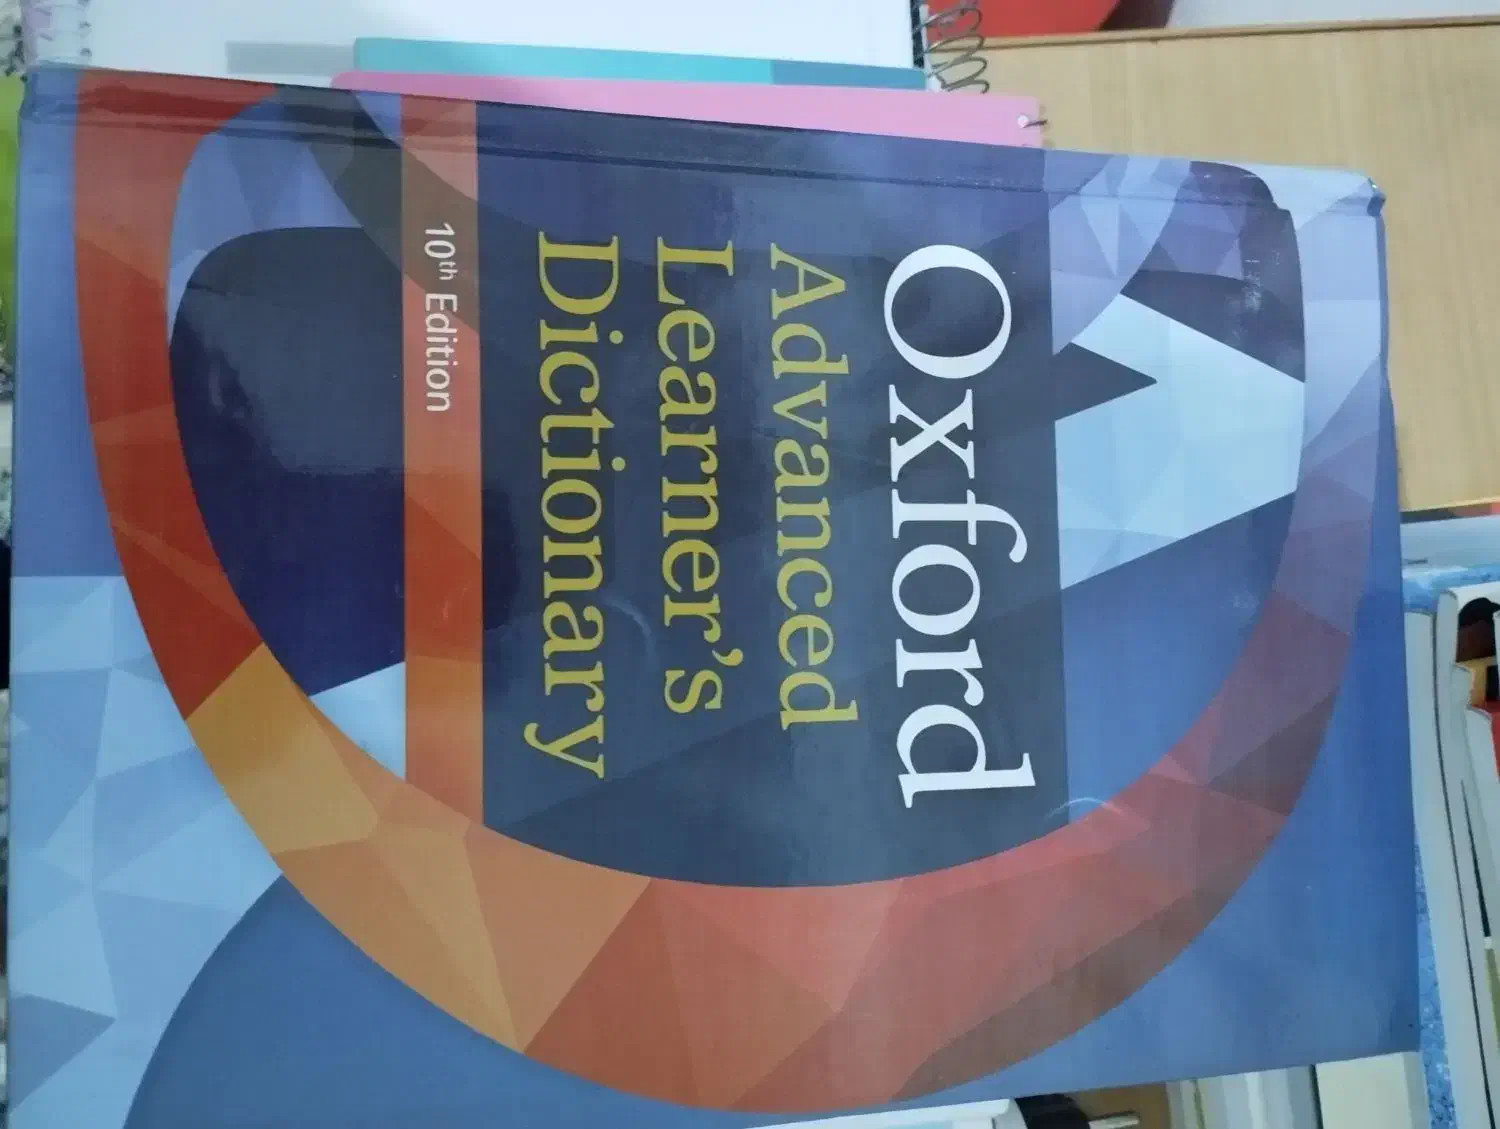 Oxford
Advanced
Learner's
Dictionary
10th Edition